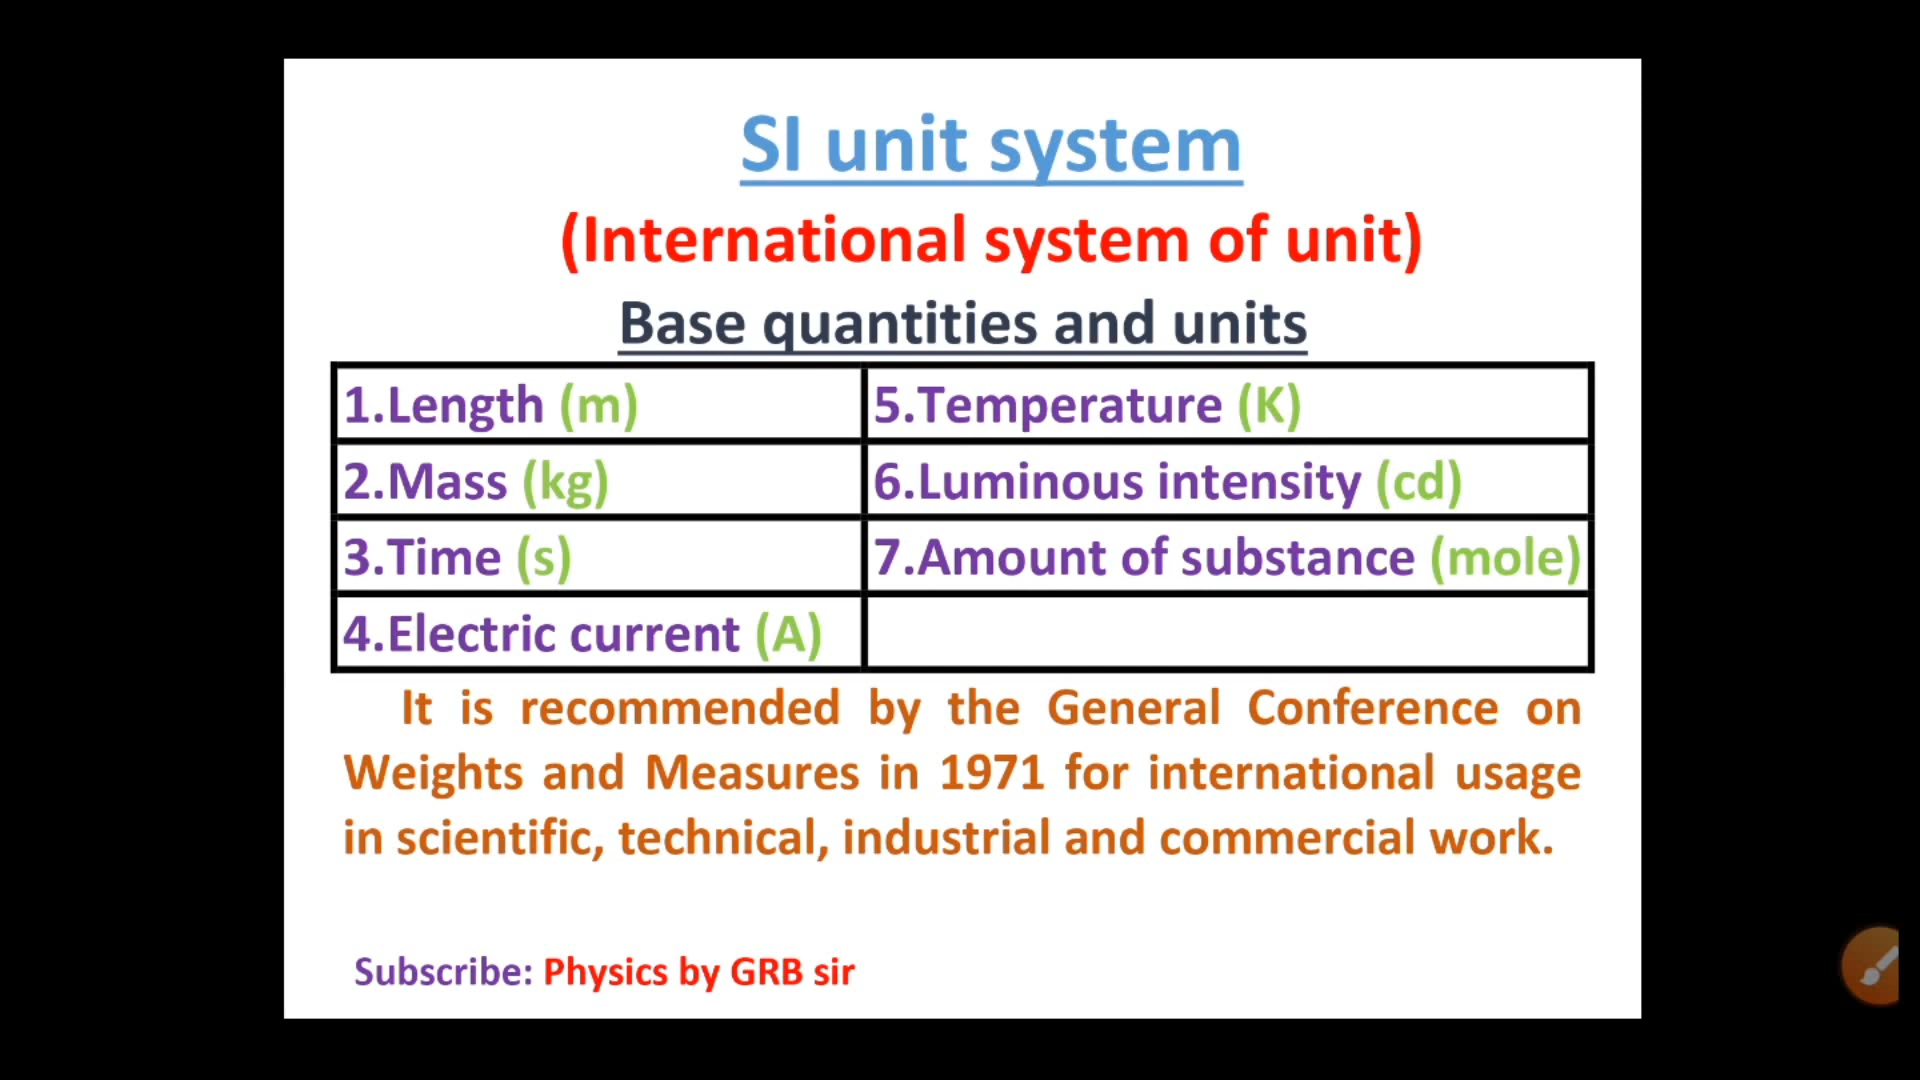 SI unit system
(International system of unit)
Base quantities and units
1.Length (m)
2.Mass (kg)
3.Time (s)
4.Electric current (A)
5.Temperature (K)
6.Luminous intensity (cd)
7.Amount of substance (mole)
It is recommended by the General Conference on
Weights and Measures in 1971 for international usage
in scientific, technical, industrial and commercial work.
Subscribe: Physics by GRB sir